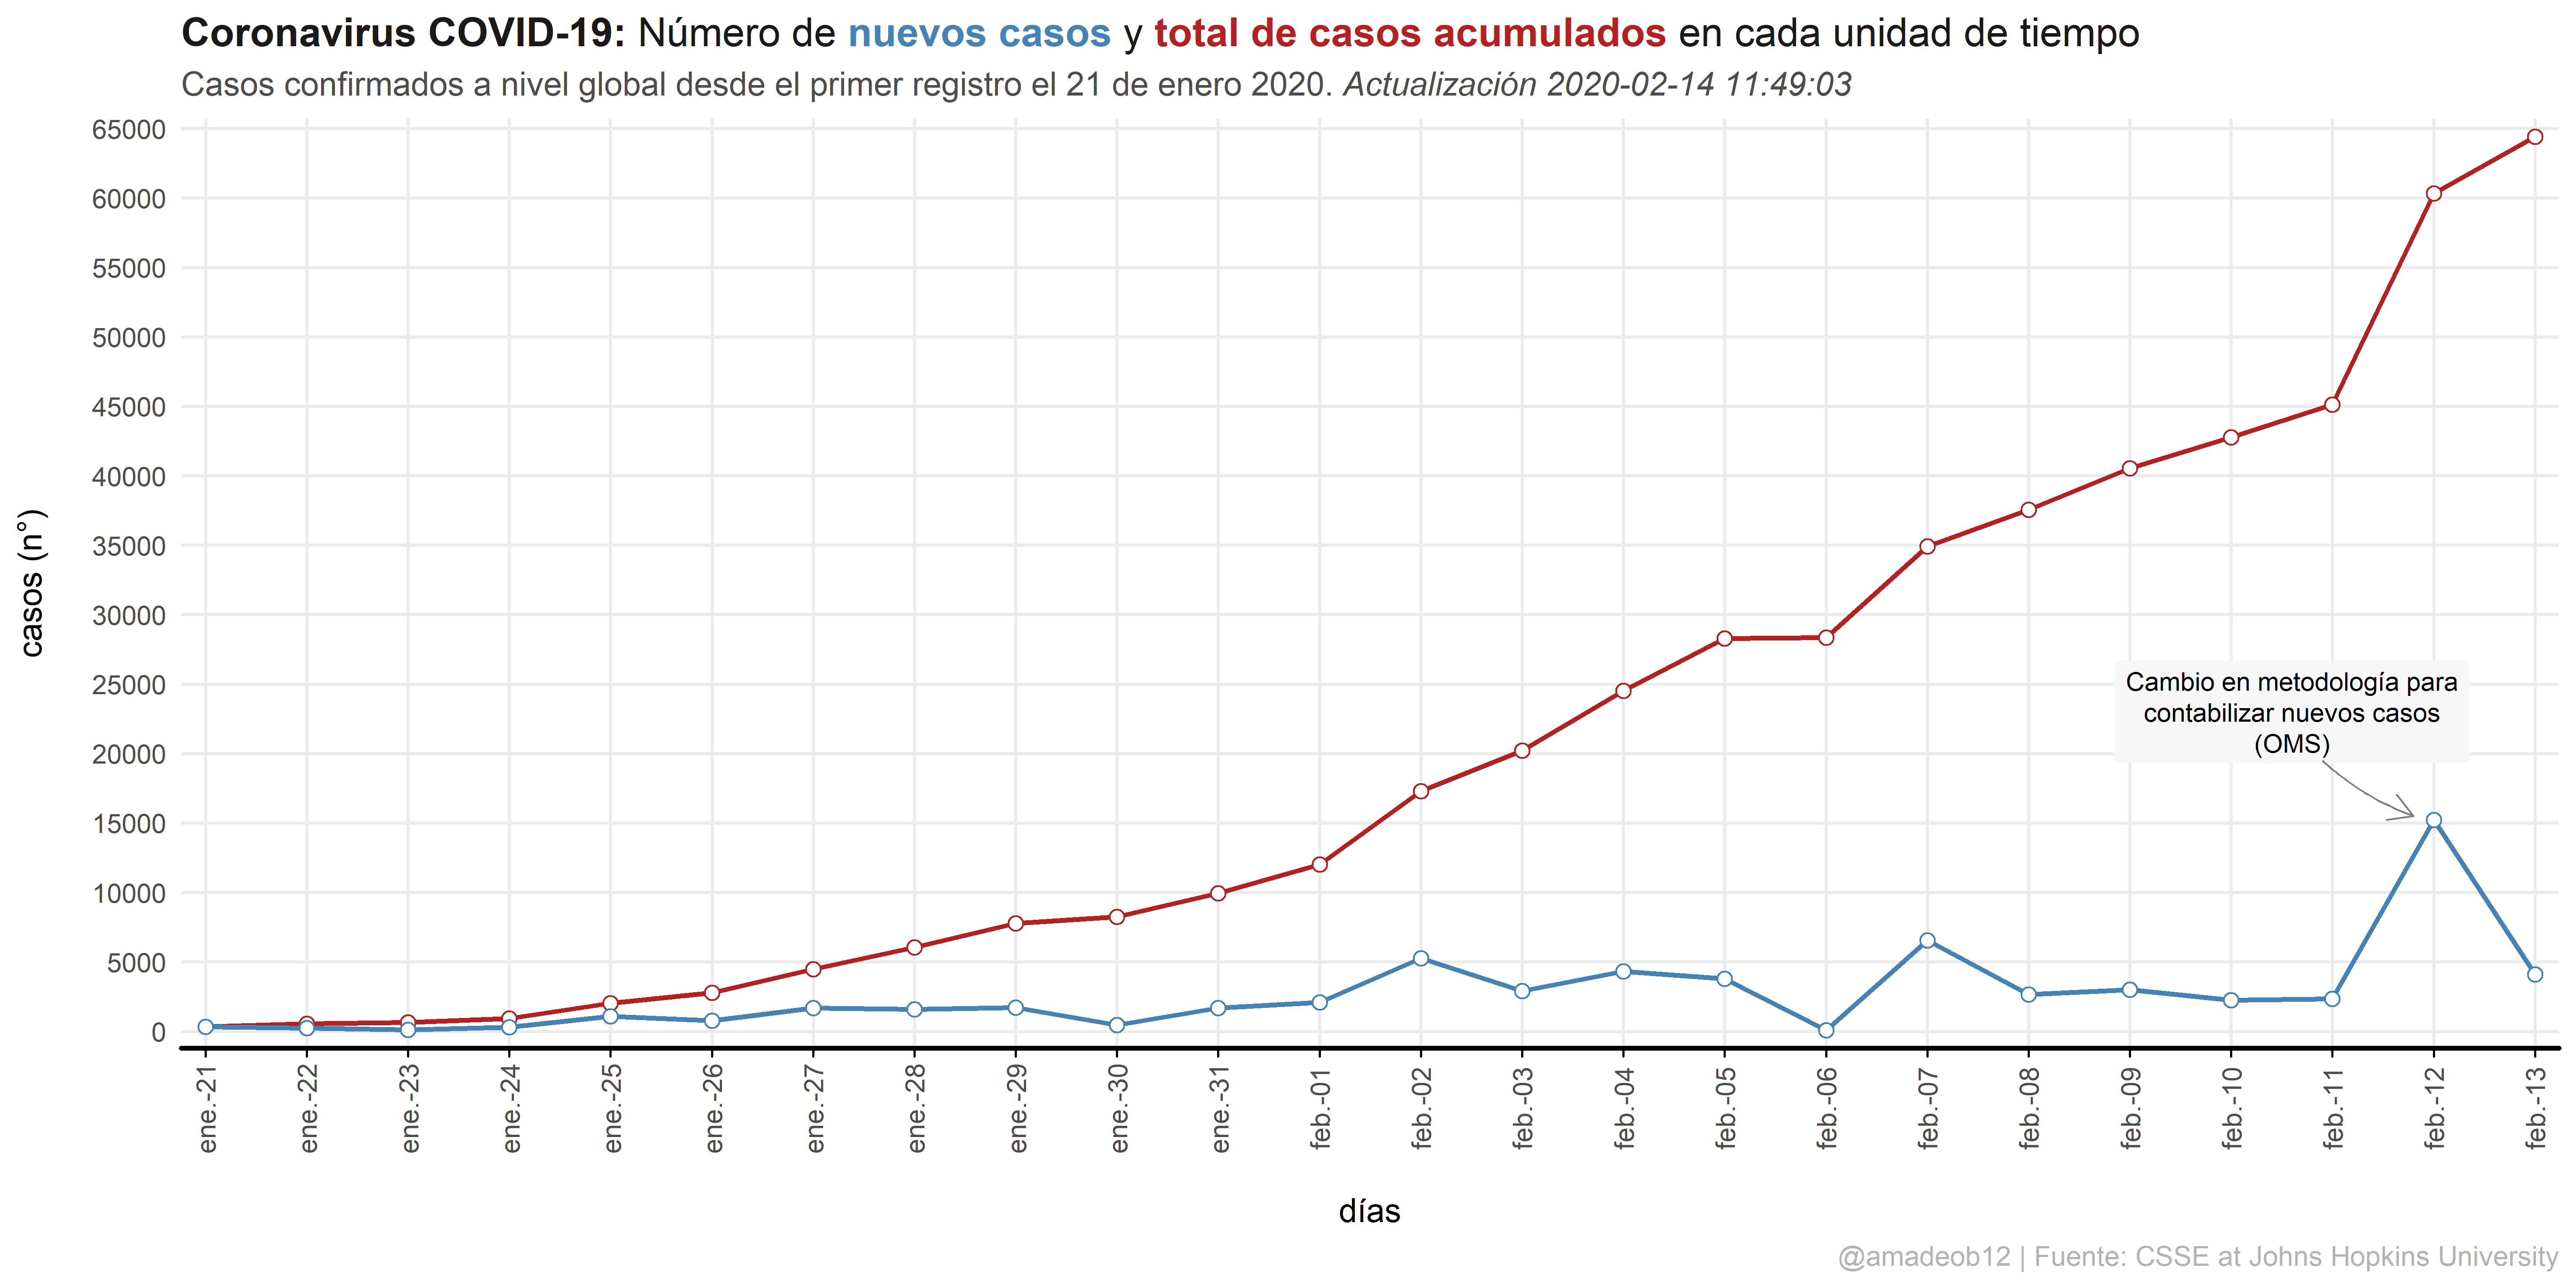 Coronavirus COVID-19: Número de nuevos casos y total de casos acumulados en cada unidad de tiempo
Casos confirmados a nivel global desde el primer registro el 21 de enero 2020. Actualización 2020-02-14 11:49:03
65000
60000
55000
50000
45000
40000
35000
30000
25000
20000
15000
10000
5000
0
casos (n°)
Cambio en metodología para
contabilizar nuevos casos
(OMS)
ene.-21
ene.-22
ene.-23
ene.-24
ene.-25
ene.-26
ene.-27
ene.-28
ene.-29
ene.-30
ene.-31
feb.-01
feb.-02
feb.-03
feb.-04
feb.-05
feb.-06
feb.-07
feb.-08
feb.-09
feb.-10
feb.-11
feb.-12
feb.-13
días
@amadeob12 | Fuente: CSSE at Johns Hopkins University